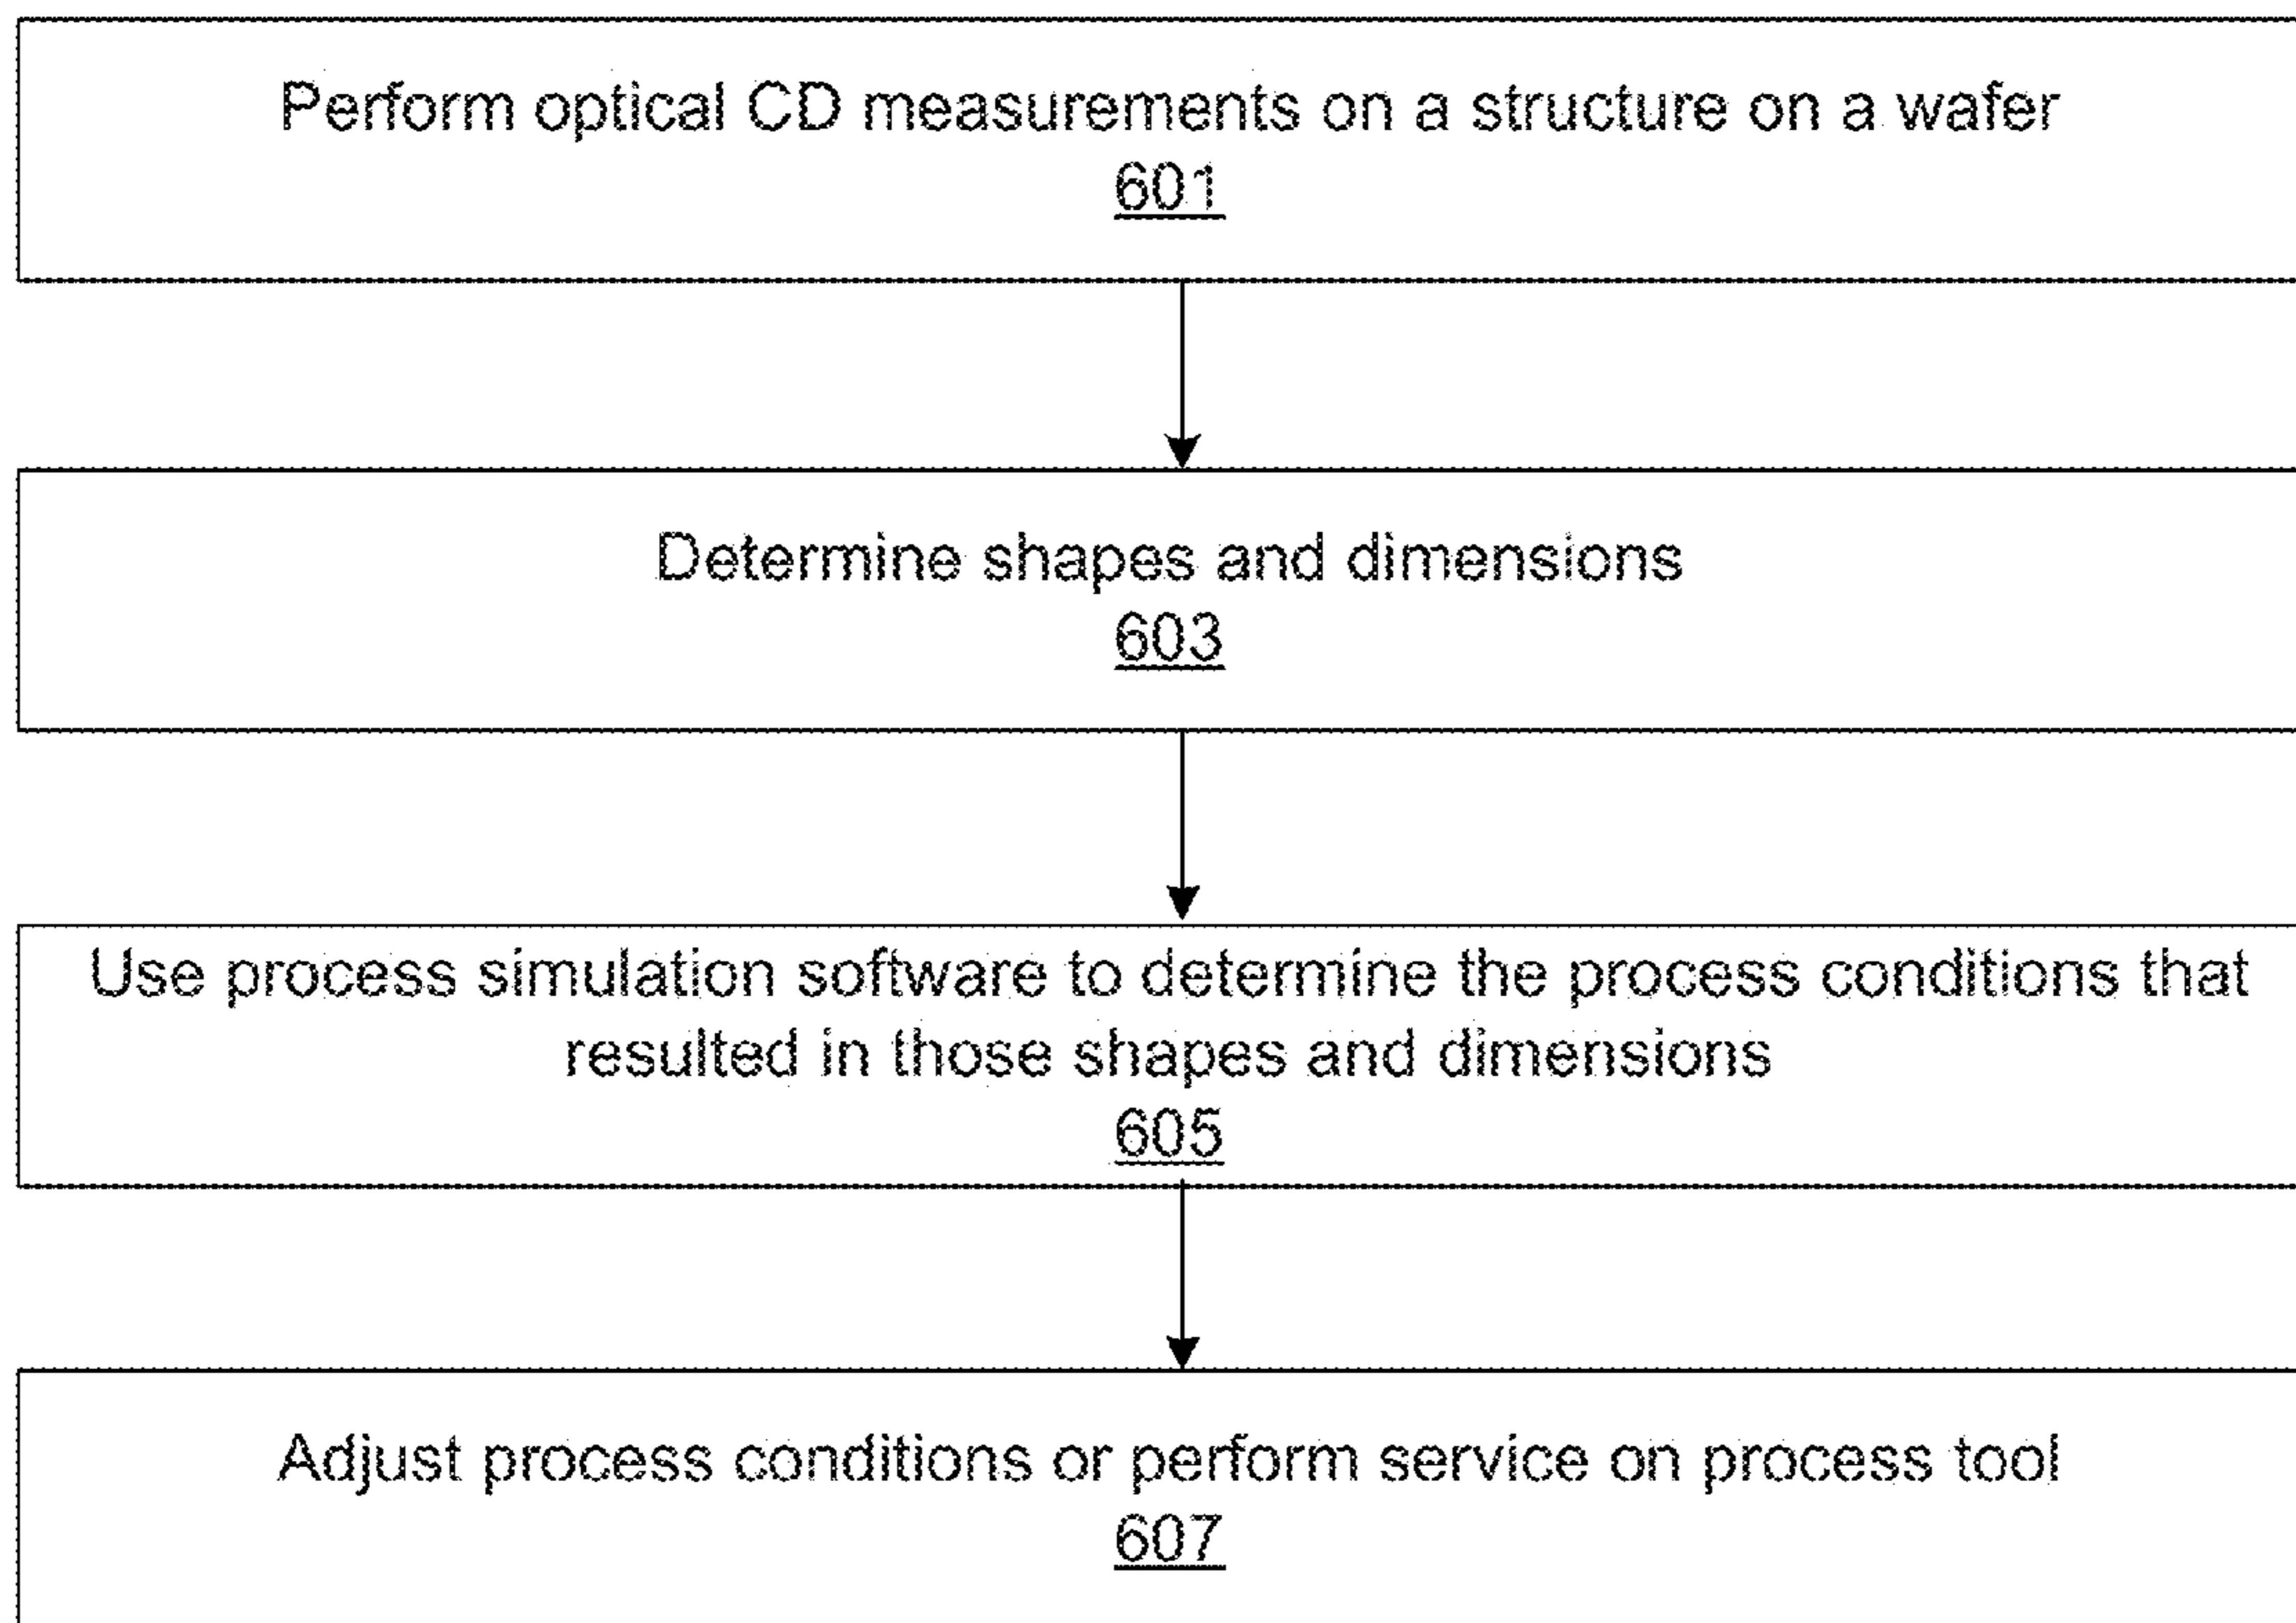 Perform optical CD measurements on a structure on a wafer
601
Determine shapes and dimensions
603
Use process simulation software to determine the process conditions that
resulted in those shapes and dimensions
605
Adjust process conditions or perform service on process tool
607